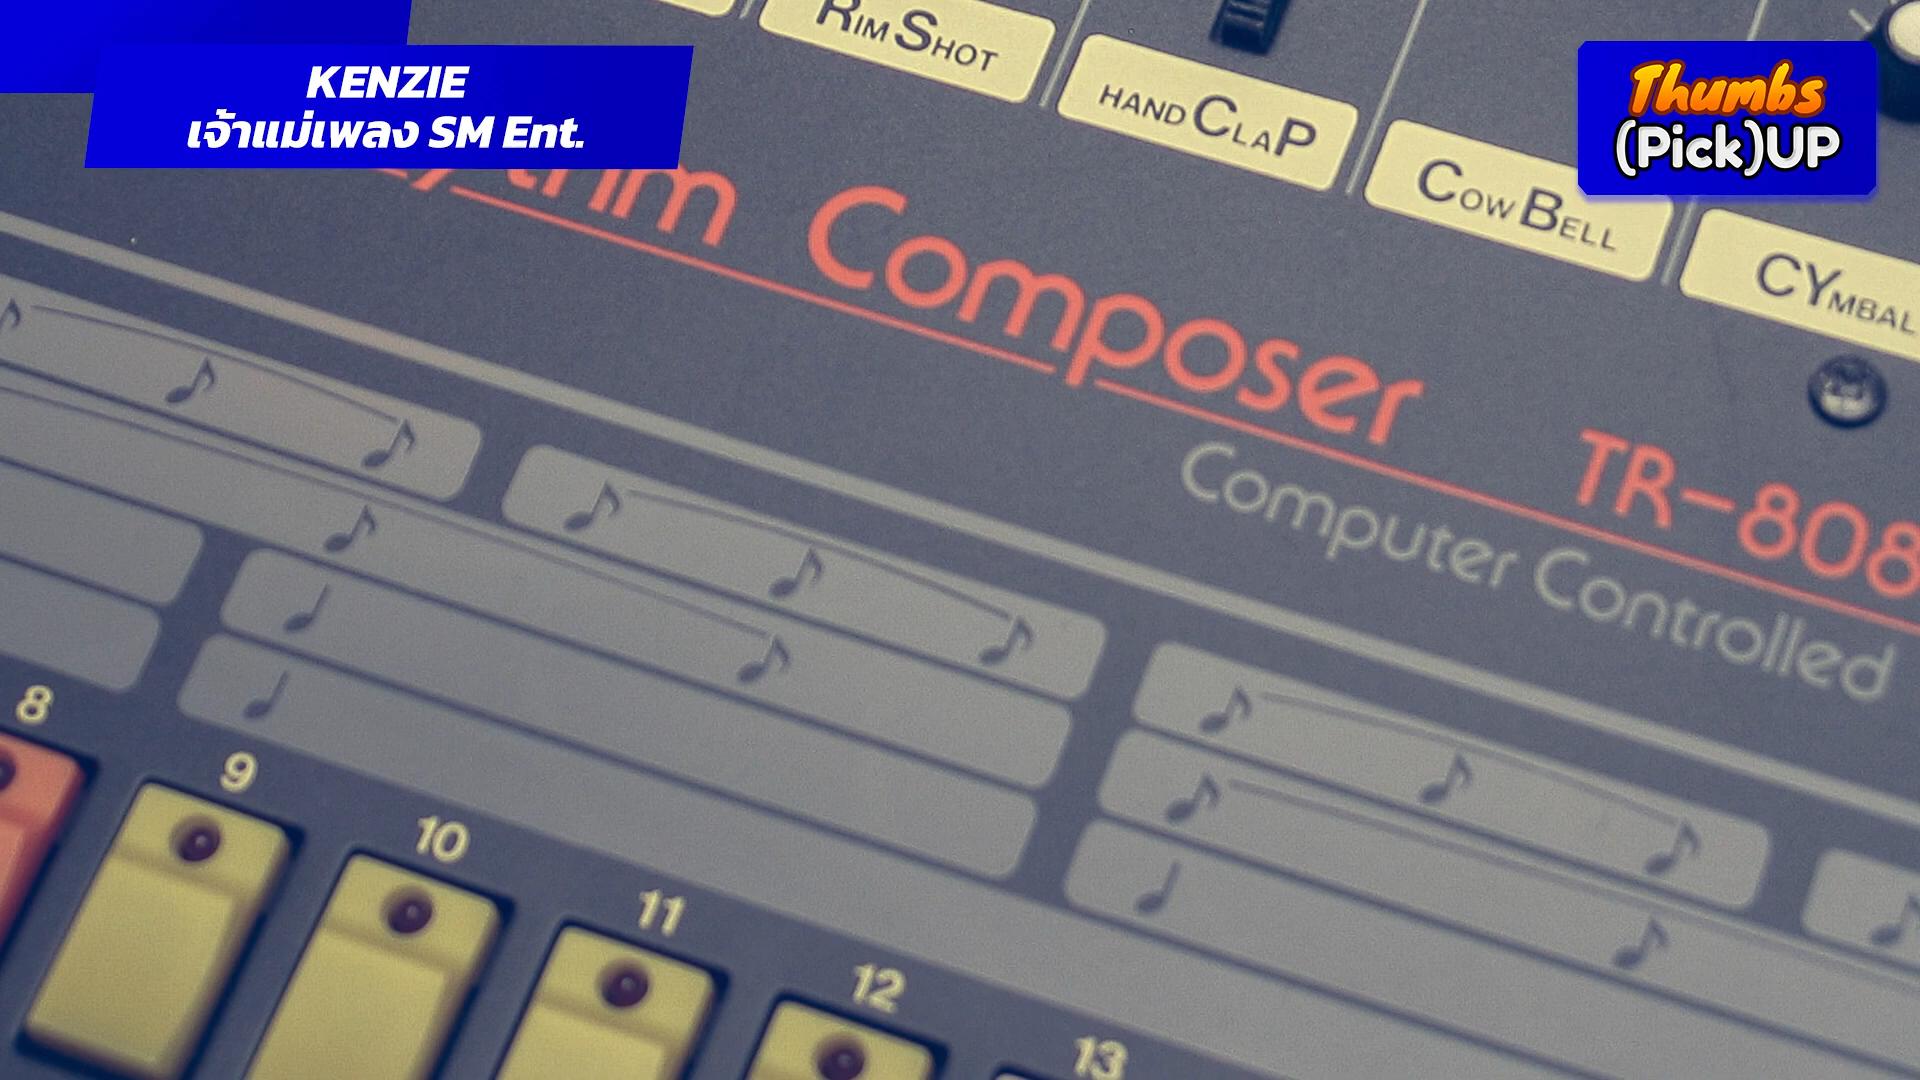 KENZIE
เจ้าแม่เพลง SM Ent.
Thumbs
(Pick)UP
RIM SHOT
HAND CLAP
COW BELL
CYMBAL
Composer
TR-808
Computer Controlled
8
9
10
11
12
13